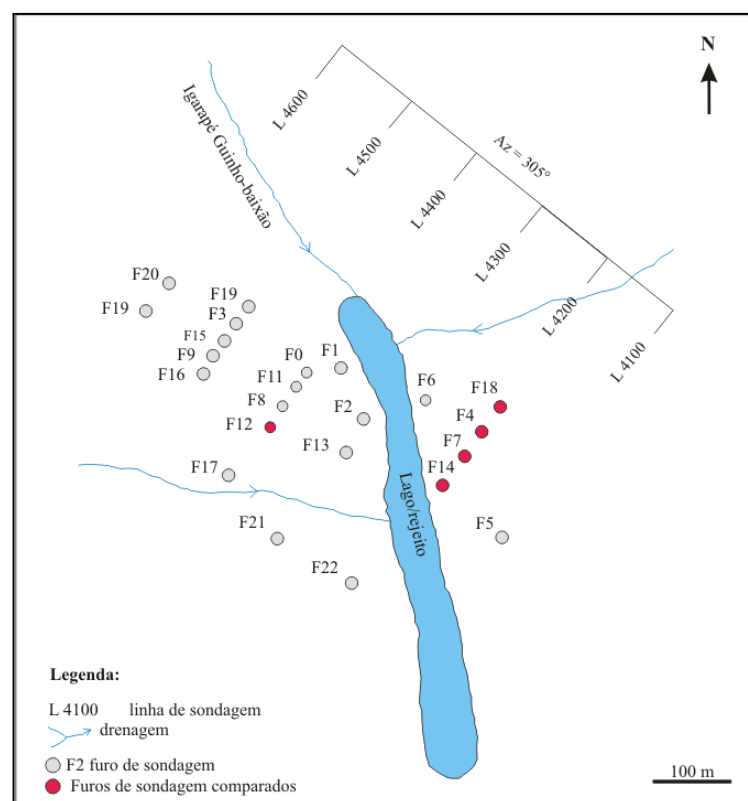 N
Igarapé Guinho-baixão
L 4600
L 4500
L 4400
L 4300
L 4200
L 4100
Az = 305°
F20
F19
F19
F3
F15
F9
F16
F0
F1
F11
F8
F12
F2
F13
F6
F18
F4
F7
F14
F17
F21
F22
F5
Lago/rejeito
Legenda:
L 4100 linha de sondagem
drenagem
F2 furo de sondagem
Furos de sondagem comparados
100 m